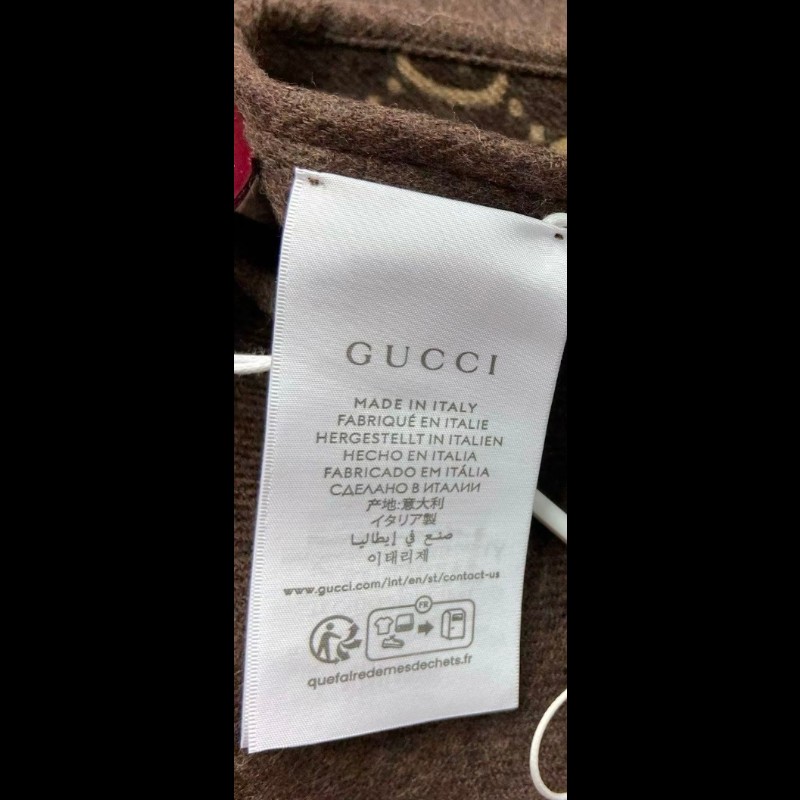 GUCCI
MADE IN ITALY
FABRIQUÉ EN ITALIE
HERGESTELLT IN ITALIEN
HECHO EN ITALIA
FABRICADO EM ITÁLIA
СДЕЛАНО В ИТАЛИИ
产地:意大利
イタリア製
صنع في إيطاليا
이태리제
www.gucci.com/int/en/st/contact-us
FR
quefairedemesdechets.fr